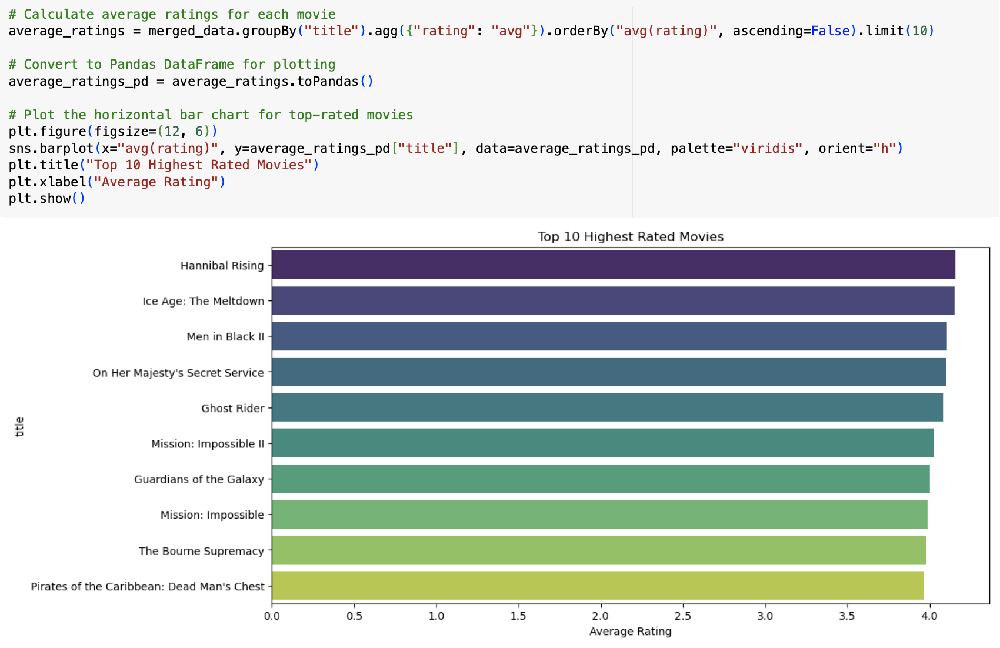 # Calculate average ratings for each movie
average_ratings = merged_data.groupBy("title").agg({"rating": "avg"}).orderBy("avg(rating)", ascending=False).limit(10)
# Convert to Pandas DataFrame for plotting
average_ratings_pd = average_ratings.toPandas()
# Plot the horizontal bar chart for top-rated movies
plt.figure(figsize=(12, 6))
sns.barplot(x="avg(rating)", y=average_ratings_pd["title"], data=average_ratings_pd, palette="viridis", orient="h")
plt.title("Top 10 Highest Rated Movies")
plt.xlabel("Average Rating")
plt.show()
Top 10 Highest Rated Movies
Hannibal Rising
Ice Age: The Meltdown
Men in Black II
On Her Majesty's Secret Service
Ghost Rider
title
Mission: Impossible II
Guardians of the Galaxy
Mission: Impossible
The Bourne Supremacy
Pirates of the Caribbean: Dead Man's Chest
0.0 0.5 1.0 1.5 2.0 2.5 3.0 3.5 4.0
Average Rating